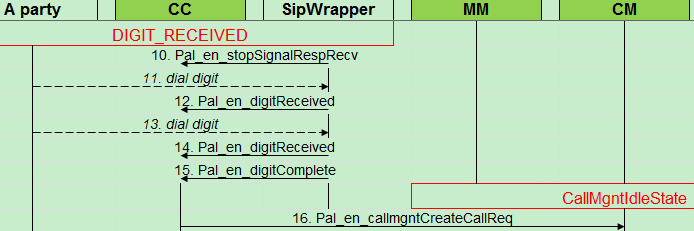 A party CC SipWrapper MM CM
DIGIT_RECEIVED
10. Pal_en_stopSignalRespRecv
11. dial digit
12. Pal_en_digitReceived
13. dial digit
14. Pal_en_digitReceived
15. Pal_en_digitComplete
CallMgntIdleState
16. Pal_en_callmgntCreateCallReq